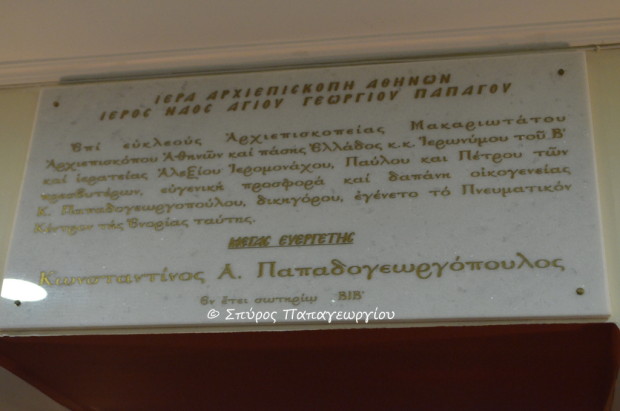 ΙΕΡΑ ΑΡΧΙΕΠΙΣΚΟΠΗ ΑΘΗΝΩΝ
ΙΕΡΟΣ ΝΑΟΣ ΑΓΙΟΥ ΓΕΩΡΓΙΟΥ ΠΑΠΑΓΟΥ
Ἐπί εὐκλεοῦς Ἀρχιεπισκοπείας Μακαριωτάτου
Ἀρχιεπισκόπου Ἀθηνῶν καί πάσης Ἑλλάδος κ.κ. Ἱερωνύμου τοῦ Β'
καί ἱερατείας Ἀλεξίου Ἱερομονάχου, Παύλου καί Πέτρου τῶν
πρεσβυτέρων, εὐγενικῇ προσφορᾷ καί δαπάνῃ οἰκογενείας
Κ. Παπαδογεωργοπούλου, δικηγόρου, ἐγένετο τό Πνευματικόν
Κέντρον τῆς Ἐνορίας ταύτης.
ΜΕΓΑΣ ΕΥΕΡΓΕΤΗΣ
Κωνσταντίνος Α. Παπαδογεωργόπουλος
Ἐν ἔτει σωτηρίῳ ͵ΒΙΒ'
© Σπύρος Παπαγεωργίου